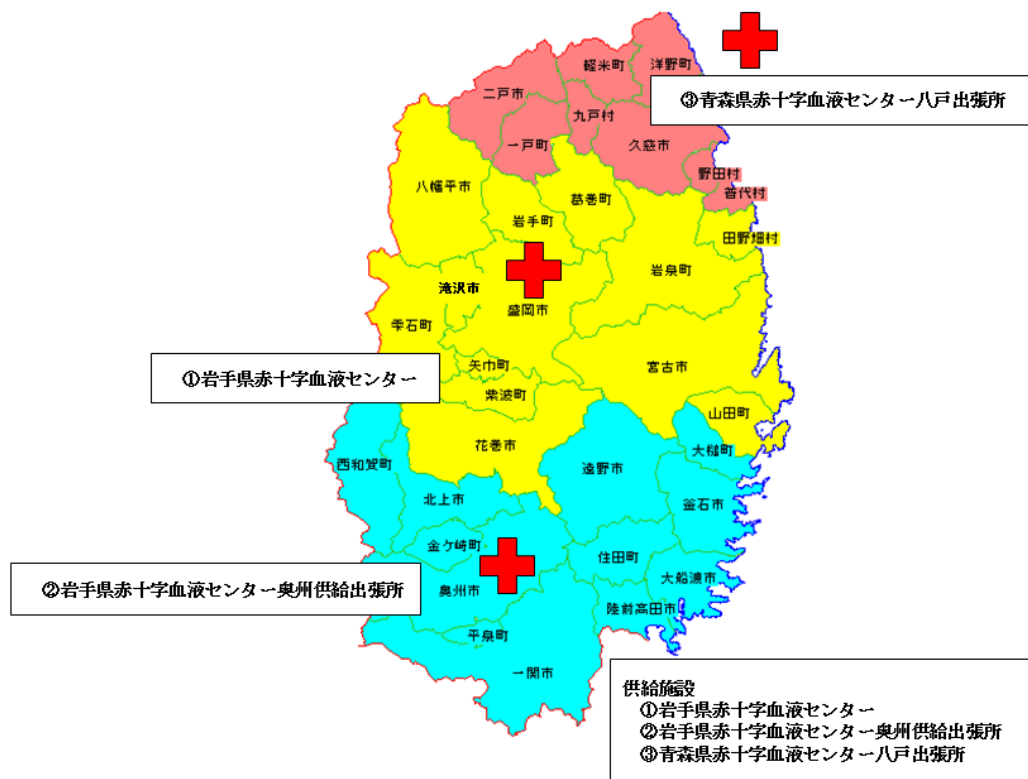 軽米町
洋野町
二戸市
③青森県赤十字血液センター八戸出張所
九戸村
一戸町
久慈市
野田村
普代村
八幡平市
葛巻町
岩手町
田野畑村
岩泉町
滝沢市
盛岡市
雫石町
矢巾町
宮古市
①岩手県赤十字血液センター
紫波町
山田町
花巻市
大槌町
西和賀町
遠野市
北上市
釜石市
金ケ崎町
住田町
②岩手県赤十字血液センター奥州供給出張所
奥州市
大船渡市
陸前高田市
平泉町
一関市
供給施設
①岩手県赤十字血液センター
②岩手県赤十字血液センター奥州供給出張所
③青森県赤十字血液センター八戸出張所